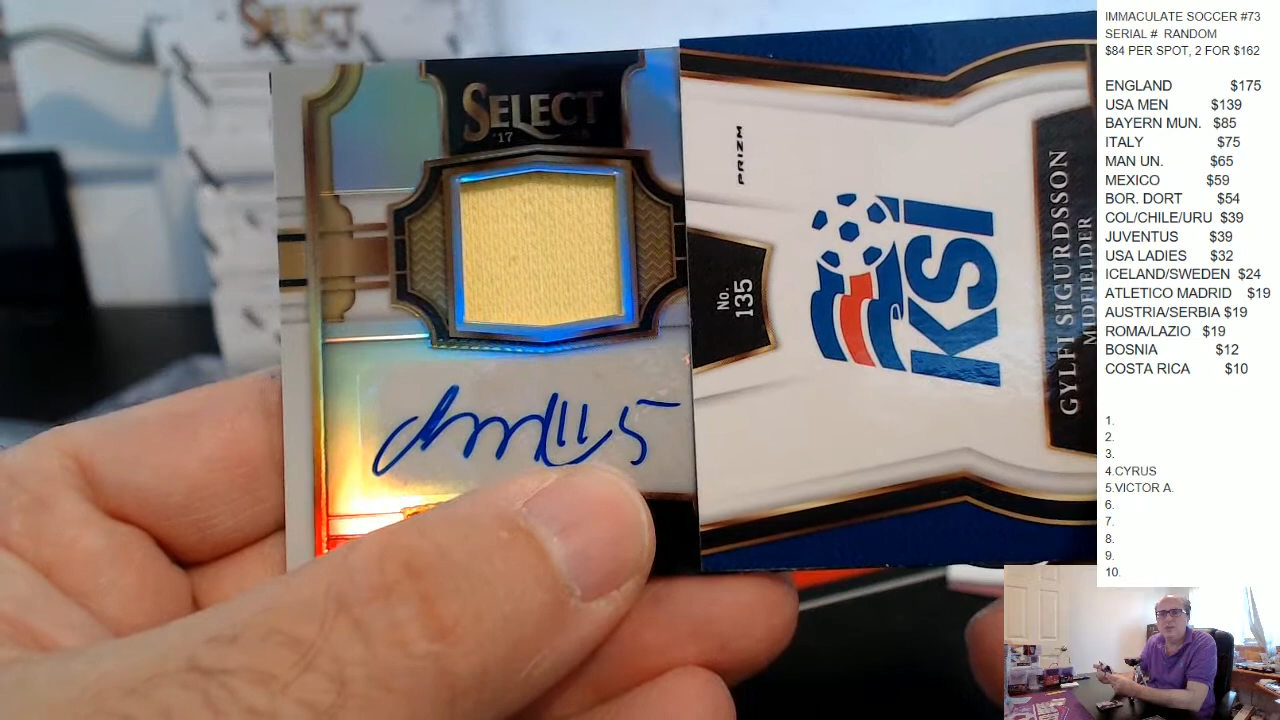 SELECT
SELECT
'17
PRIZM
No.
135
KSI
GYLFI SIGURDSSON
MIDFIELDER
IMMACULATE SOCCER #73
SERIAL # RANDOM
$84 PER SPOT, 2 FOR $162
ENGLAND $175
USA MEN $139
BAYERN MUN. $85
ITALY $75
MAN UN. $65
MEXICO $59
BOR. DORT $54
COL/CHILE/URU $39
JUVENTUS $39
USA LADIES $32
ICELAND/SWEDEN $24
ATLETICO MADRID $19
AUSTRIA/SERBIA $19
ROMA/LAZIO $19
BOSNIA $12
COSTA RICA $10
1.
2.
3.
4.CYRUS
5.VICTOR A.
6.
7.
8.
9.
10.